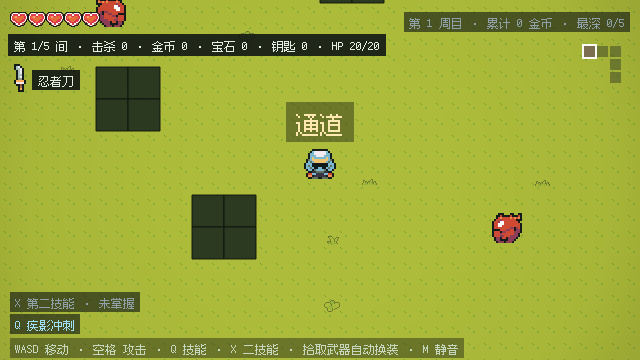 第 1 周目 · 累计 0 金币 · 最深 0/5
第 1/5 间 · 击杀 0 · 金币 0 · 宝石 0 · 钥匙 0 · HP 20/20
忍者刀
通道
X 第二技能 · 未掌握
Q 疾影冲刺
WASD 移动 · 空格 攻击 · Q 技能 · X 二技能 · 拾取武器自动换装 · M 静音